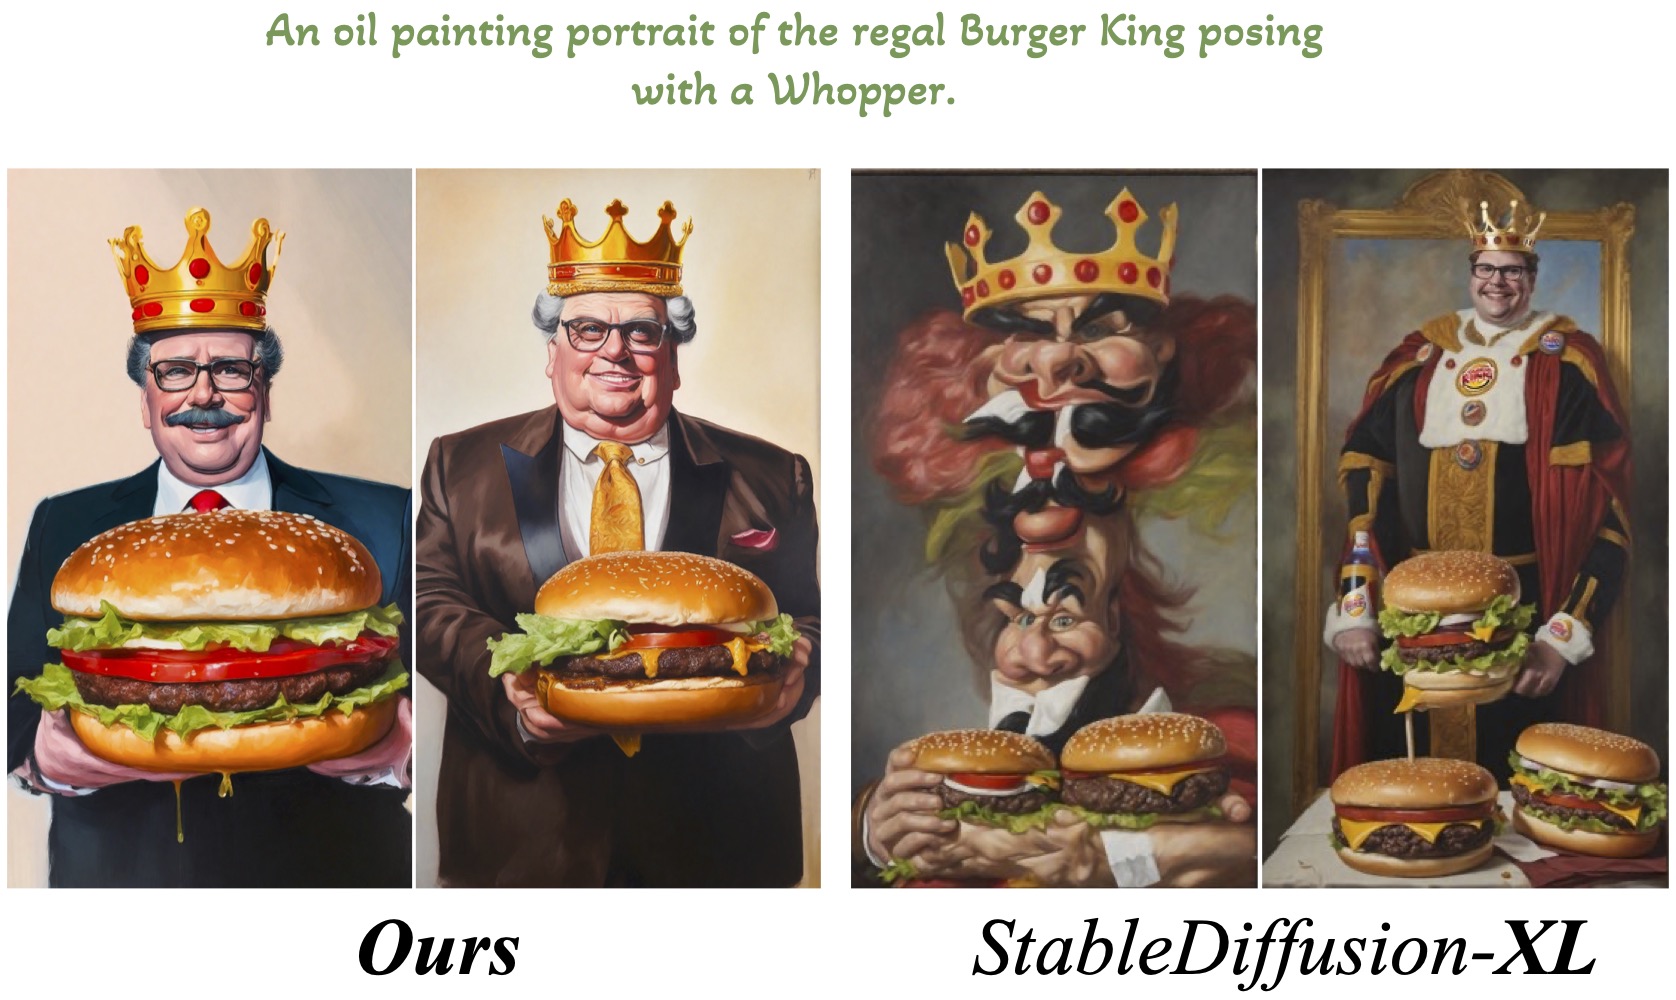 An oil painting portrait of the regal Burger King posing
with a Whopper.
Ours
StableDiffusion-XL